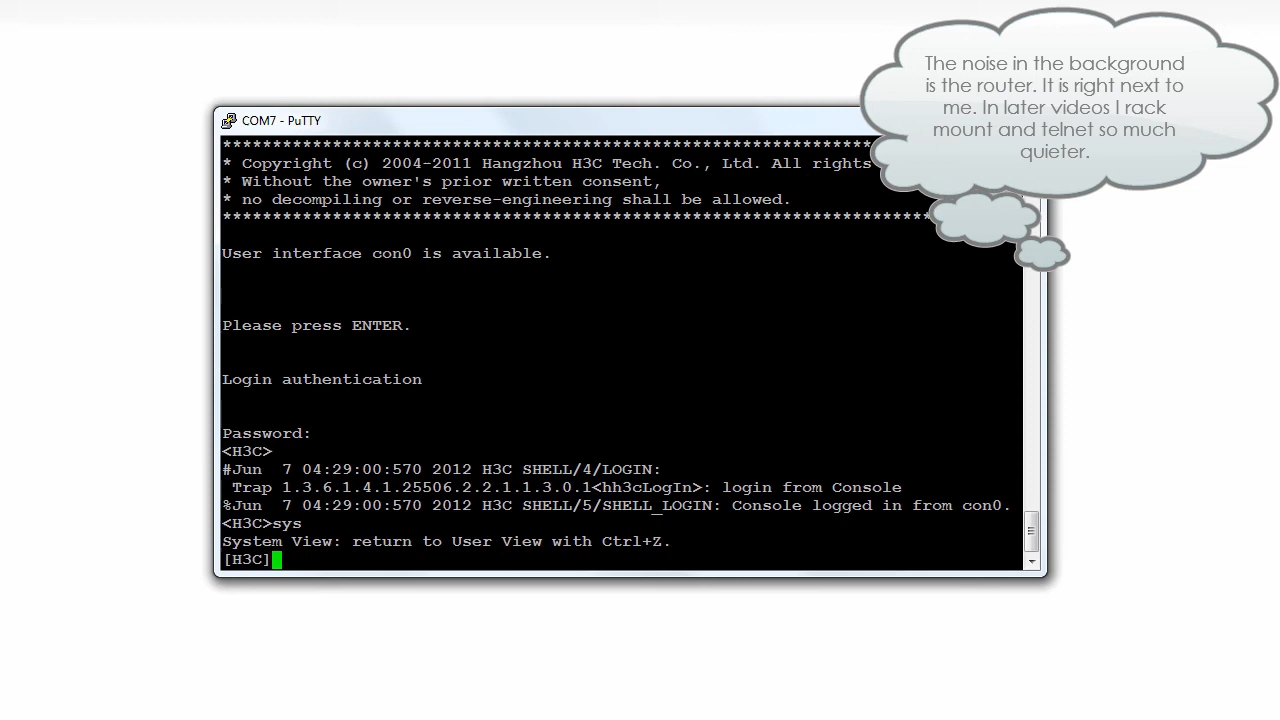 COM7 - PuTTY
********************************************************************************
* Copyright (c) 2004-2011 Hangzhou H3C Tech. Co., Ltd. All rights
* Without the owner's prior written consent,
* no decompiling or reverse-engineering shall be allowed.
********************************************************************************
User interface con0 is available.
Please press ENTER.
Login authentication
Password:
<H3C>
#Jun  7 04:29:00:570 2012 H3C SHELL/4/LOGIN:
 Trap 1.3.6.1.4.1.25506.2.2.1.1.3.0.1<hh3cLogIn>: login from Console
%Jun  7 04:29:00:570 2012 H3C SHELL/5/SHELL_LOGIN: Console logged in from con0.
<H3C>sys
System View: return to User View with Ctrl+Z.
[H3C]
The noise in the background
is the router. It is right next to
me. In later videos I rack
mount and telnet so much
quieter.